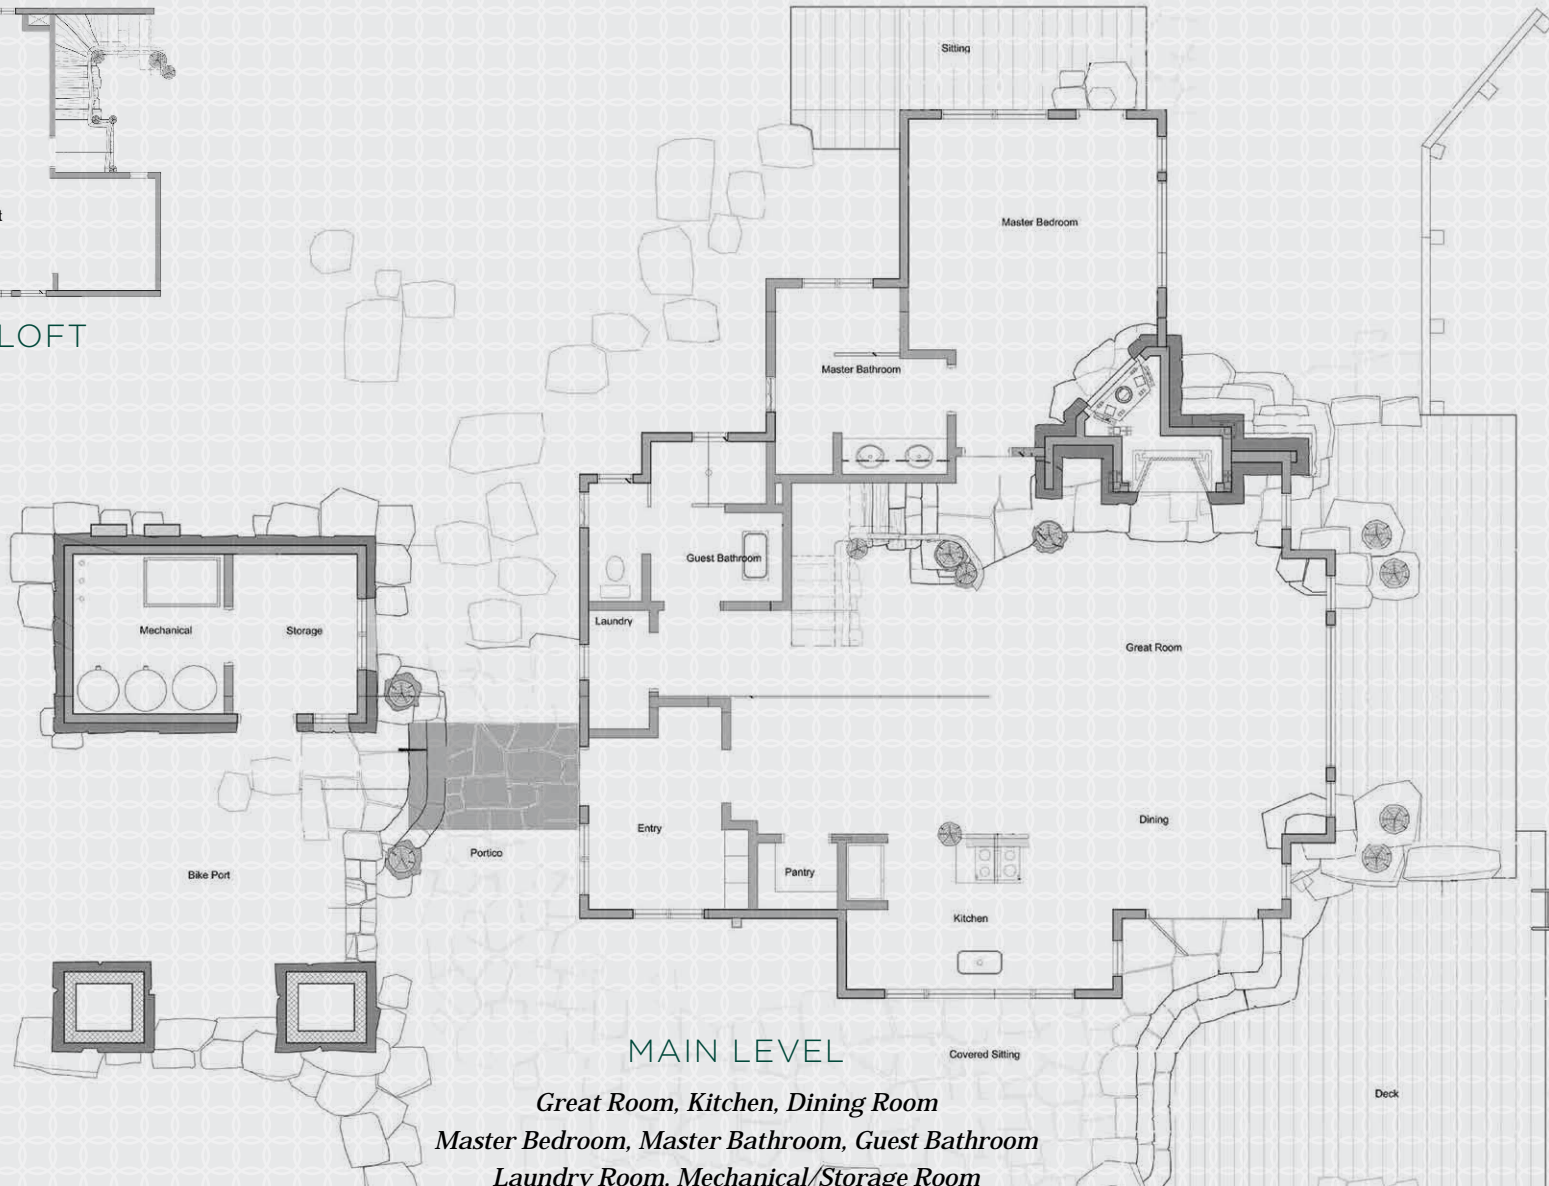 Sitting
Master Bedroom
LOFT
Master Bathroom
Guest Bathroom
Mechanical
Storage
Laundry
Great Room
Entry
Dining
Portico
Pantry
Bike Port
Kitchen
MAIN LEVEL
Covered Sitting
Deck
Great Room, Kitchen, Dining Room
Master Bedroom, Master Bathroom, Guest Bathroom
Laundry Room, Mechanical/Storage Room